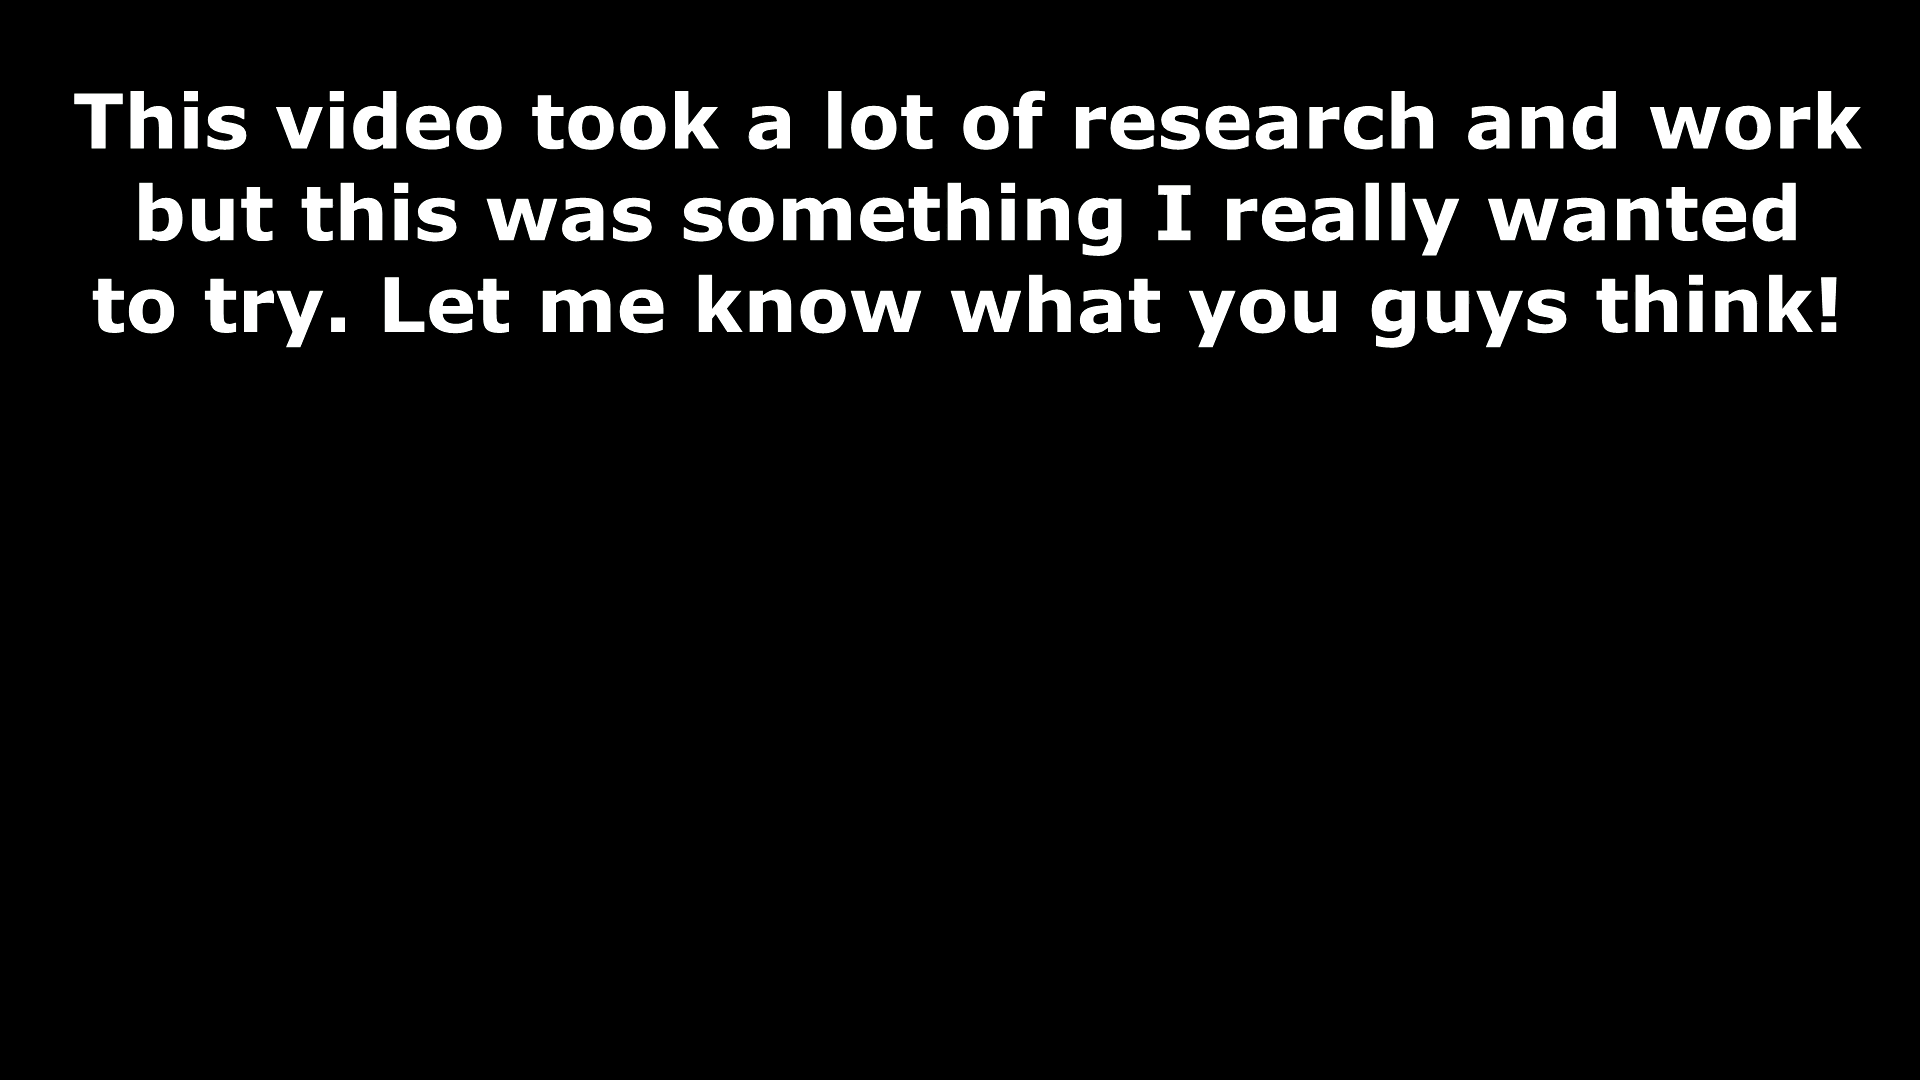 This video took a lot of research and work
but this was something I really wanted
to try. Let me know what you guys think!